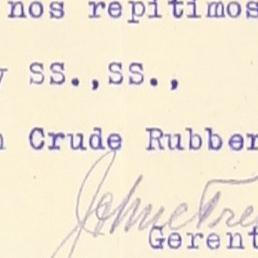 nos repitimos
y SS.,SS.,
n Crude Rubber
Gerent